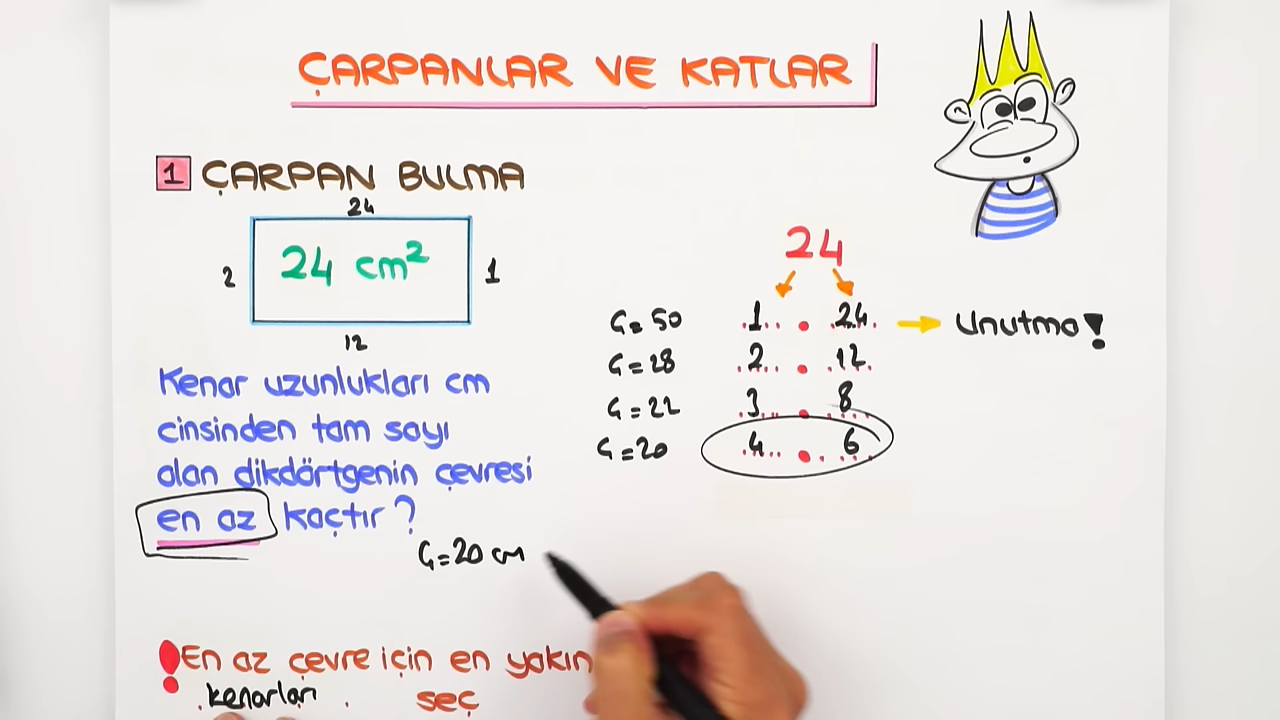 ÇARPANLAR VE KATLAR
1 ÇARPAN BULMA
24
2 24 cm² 1
12
Kenar uzunlukları cm
cinsinden tam sayı
olan dikdörtgenin çevresi
en az kaçtır?
Ç=20 cm
24
Ç=50 1 . 24 Unutma!
Ç=28 2 . 12
Ç=22 3 . 8
Ç=20 4 . 6
! En az çevre için en yakın
kenarları seç